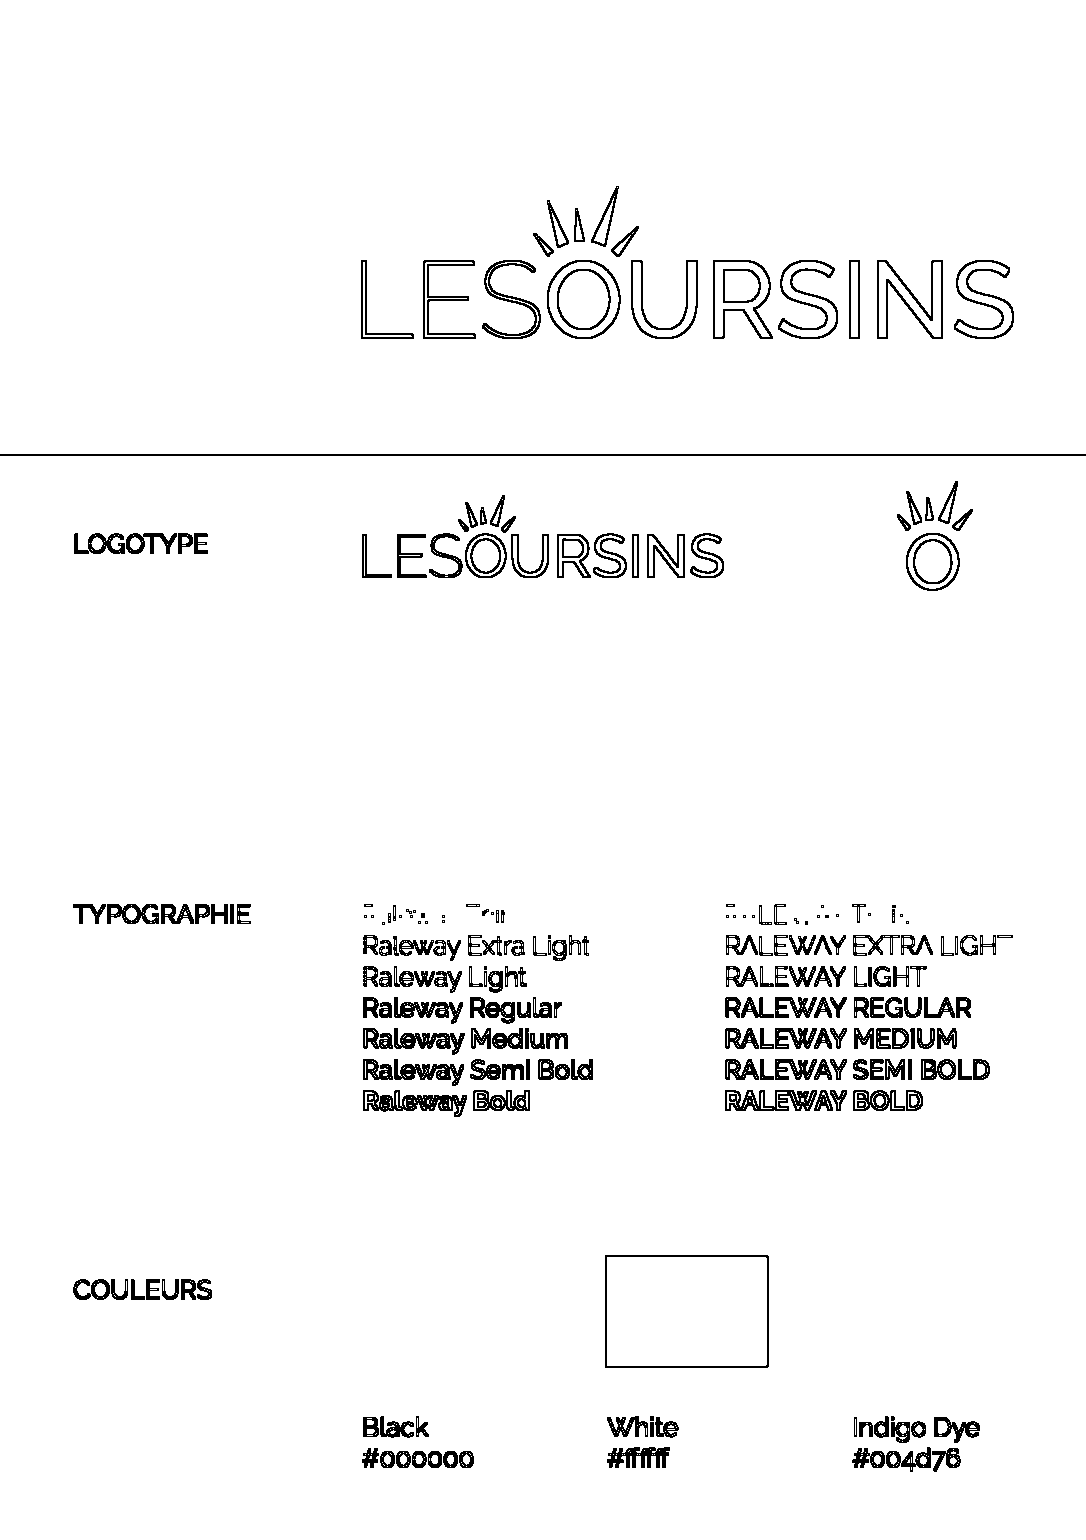 LESOURSINS
LOGOTYPE
LESOURSINS
O
TYPOGRAPHIE
Raleway Extra Light
RALEWAY EXTRA LIGHT
Raleway Light
RALEWAY LIGHT
Raleway Regular
RALEWAY REGULAR
Raleway Medium
RALEWAY MEDIUM
Raleway Semi Bold
RALEWAY SEMI BOLD
Raleway Bold
RALEWAY BOLD
COULEURS
Black
#000000
White
#ffffff
Indigo Dye
#004d76